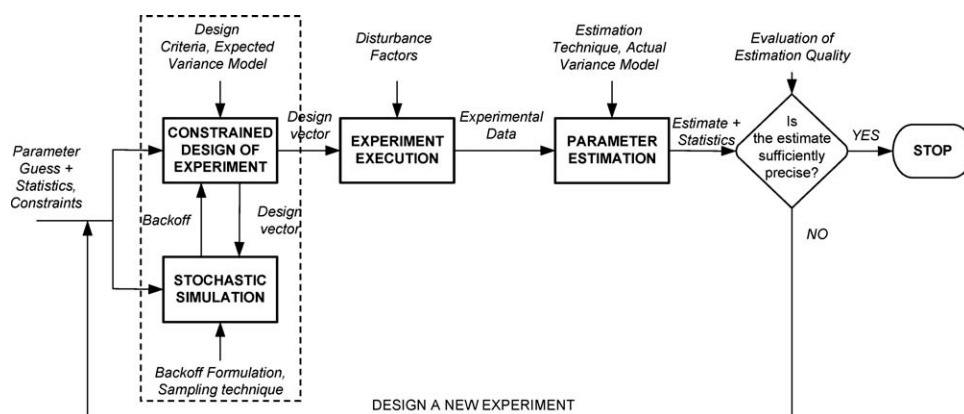 Design
Criteria, Expected
Variance Model
Disturbance
Factors
Estimation
Technique, Actual
Variance Model
Evaluation of
Estimation Quality
Parameter
Guess +
Statistics,
Constraints
CONSTRAINED
DESIGN OF
EXPERIMENT
Design
vector
EXPERIMENT
EXECUTION
Experimental
Data
PARAMETER
ESTIMATION
Estimate +
Statistics
Is
the estimate
sufficiently
precise?
YES
STOP
NO
Backoff
Design
vector
STOCHASTIC
SIMULATION
Backoff Formulation,
Sampling technique
DESIGN A NEW EXPERIMENT